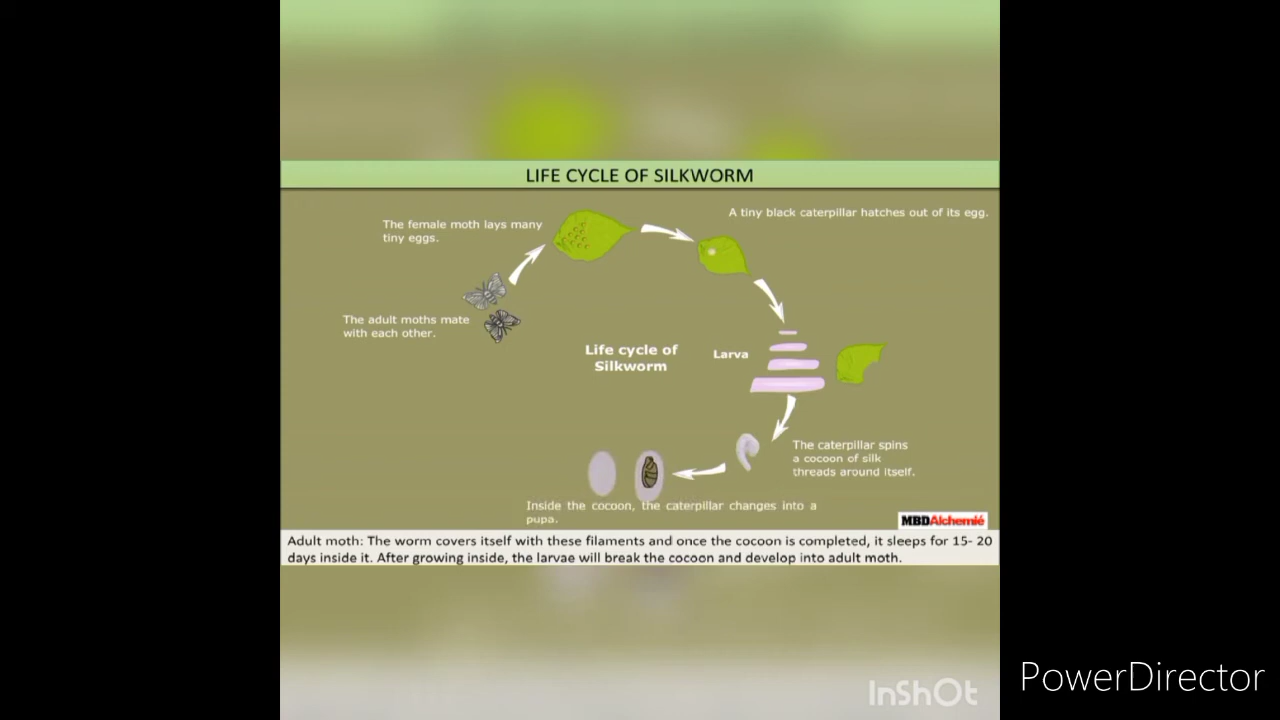 LIFE CYCLE OF SILKWORM
The female moth lays many
tiny eggs.
A tiny black caterpillar hatches out of its egg.
The adult moths mate
with each other.
Life cycle of
Silkworm
Larva
The caterpillar spins
a cocoon of silk
threads around itself.
Inside the cocoon, the caterpillar changes into a
pupa.
MBDAlchemié
Adult moth: The worm covers itself with these filaments and once the cocoon is completed, it sleeps for 15- 20
days inside it. After growing inside, the larvae will break the cocoon and develop into adult moth.
InShOt
PowerDirector